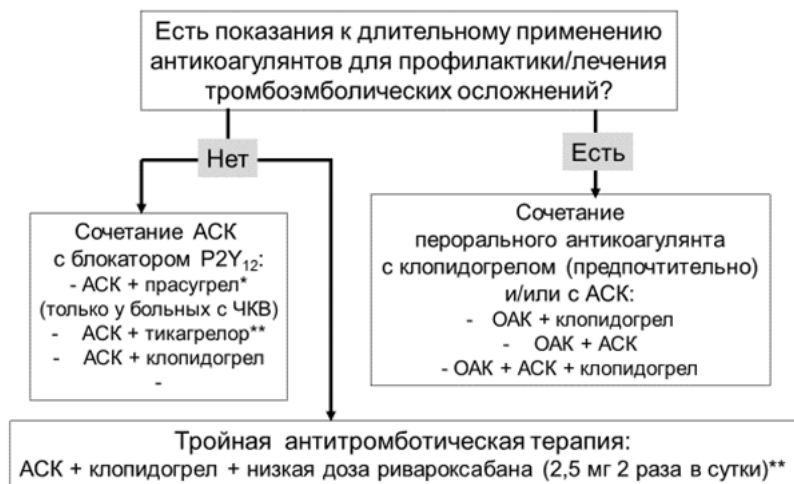 Есть показания к длительному применению
антикоагулянтов для профилактики/лечения
тромбоэмболических осложнений?
Нет
Есть
Сочетание АСК
с блокатором P2Y12:
- АСК + прасугрел*
(только у больных с ЧКВ)
- АСК + тикагрелор**
- АСК + клопидогрел
-
Сочетание
перорального антикоагулянта
с клопидогрелом (предпочтительно)
и/или с АСК:
- ОАК + клопидогрел
- ОАК + АСК
- ОАК + АСК + клопидогрел
Тройная антитромботическая терапия:
АСК + клопидогрел + низкая доза ривароксабана (2,5 мг 2 раза в сутки)**